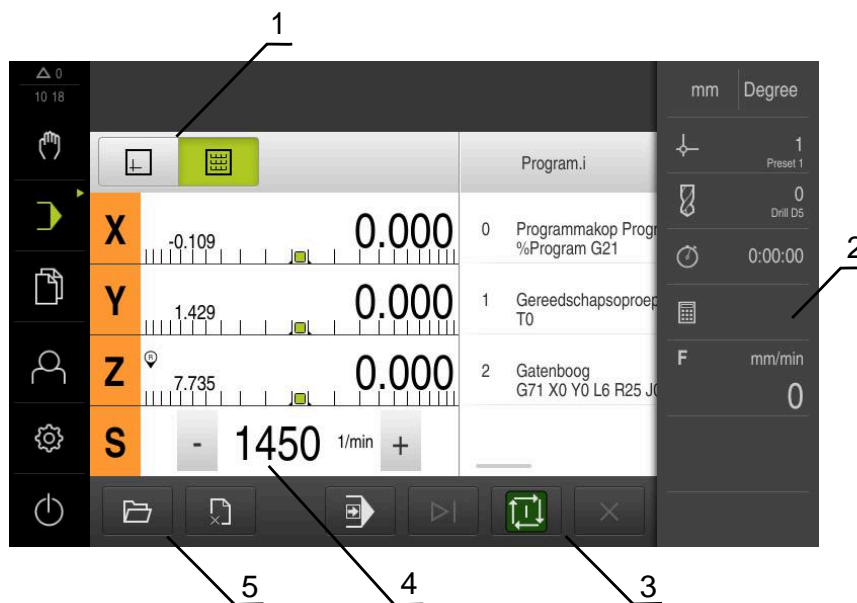 1
0
10 18
mm Degree
1
Preset 1
0
Drill D5
0:00:00
2
F mm/min
0
Program.i
X -0.109 0.000
Y 1.429 0.000
Z R 7.735 0.000
S - 1450 1/min +
0 Programmakop Progr
%Program G21
1 Gereedschapsoproep
T0
2 Gatenboog
G71 X0 Y0 L6 R25 J0
5 4 3